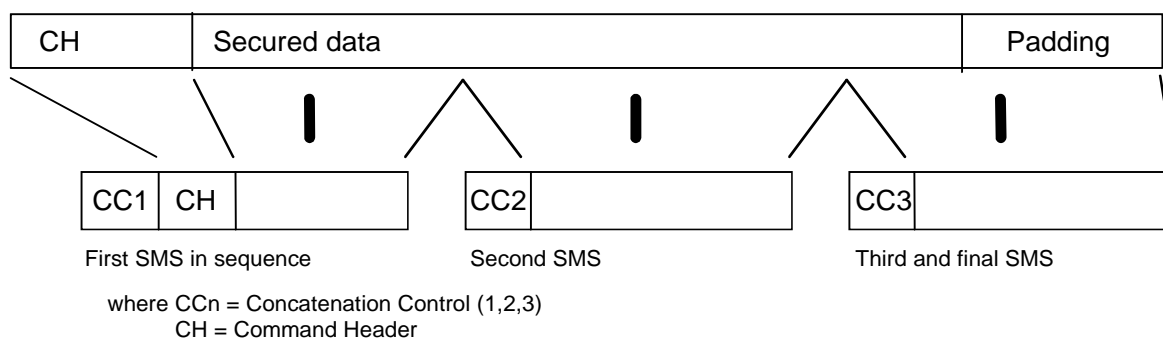 CH Secured data Padding
CC1 CH CC2 CC3
First SMS in sequence Second SMS Third and final SMS
where CCn = Concatenation Control (1,2,3)
CH = Command Header